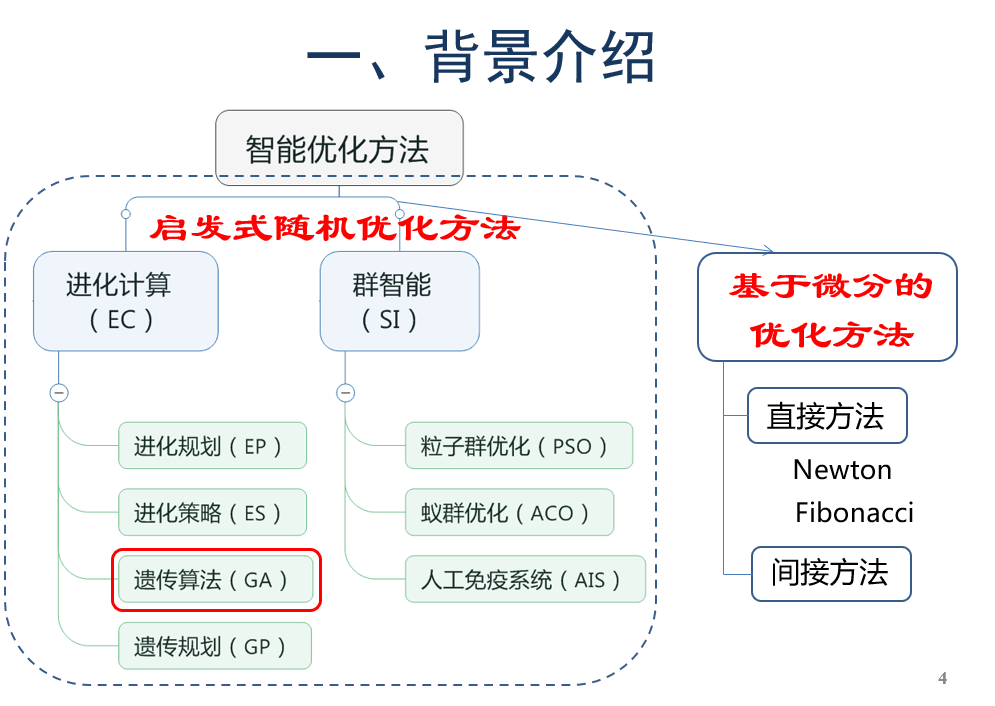 一、背景介绍
智能优化方法
启发式随机优化方法
进化计算
（EC）
群智能
（SI）
基于微分的
优化方法
进化规划（EP）
进化策略（ES）
遗传算法（GA）
遗传规划（GP）
粒子群优化（PSO）
蚁群优化（ACO）
人工免疫系统（AIS）
直接方法
Newton
Fibonacci
间接方法
4